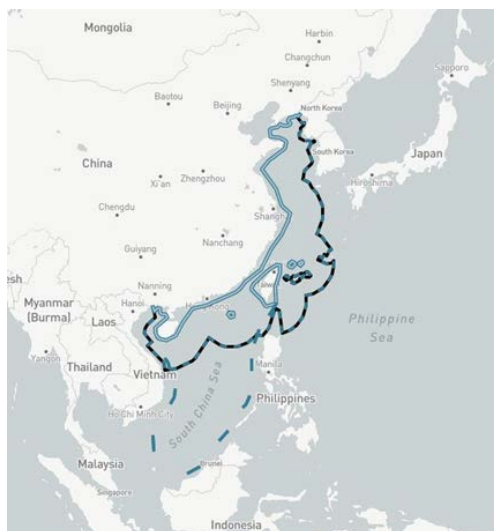 Mongolia
Harbin
Changchun
Sapporo
Shenyang
Baotou
Beijing
North Korea
South Korea
Japan
China
Xi'an
Zhengzhou
Hiroshima
Chengdu
Shangh
Nanchang
Guiyang
Nanning
Hanoi
Myanmar
(Burma)
Laos
Philippine
Sea
Yangon
Thailand
Vietnam
Manila
South China Sea
Philippines
Ho Chi Minh City
Malaysia
Brunei
Singapore
Indonesia